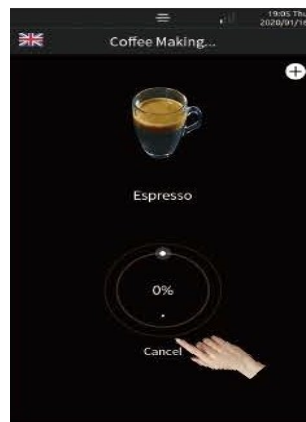 19:05 Thu
2020/01/16
Coffee Making...
Espresso
0%
Cancel